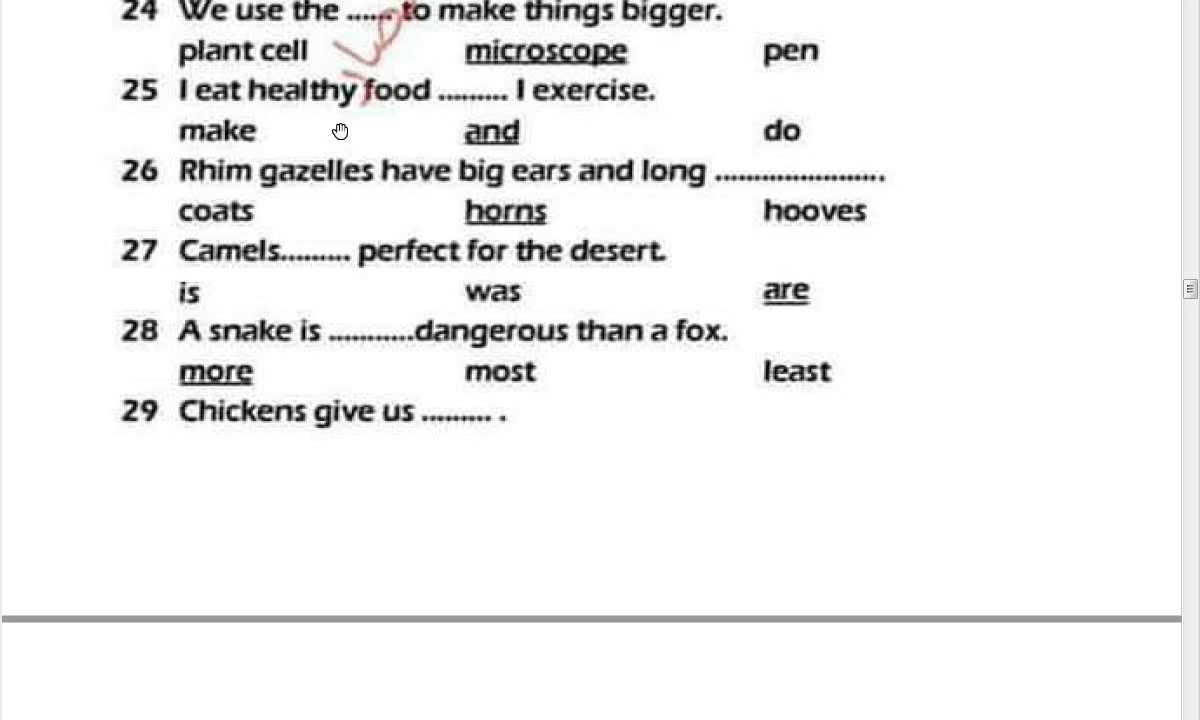 24 We use the ...... to make things bigger.
plant cell microscope pen
25 I eat healthy food ......... I exercise.
make and do
26 Rhim gazelles have big ears and long ......................
coats horns hooves
27 Camels......... perfect for the desert.
is was are
28 A snake is ...........dangerous than a fox.
more most least
29 Chickens give us ......... .